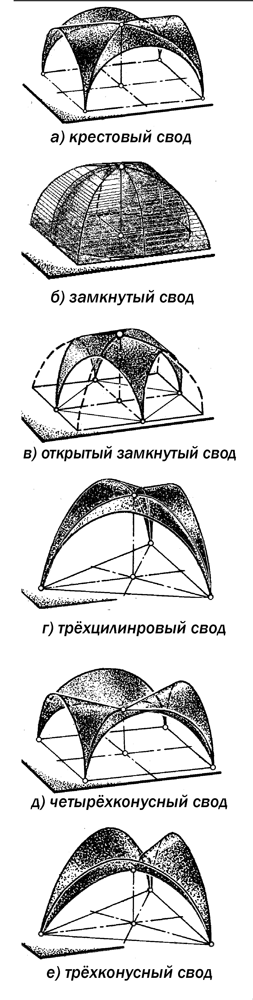 а) крестовый свод
б) замкнутый свод
в) открытый замкнутый свод
г) трёхцилинровый свод
д) четырёхконусный свод
е) трёхконусный свод